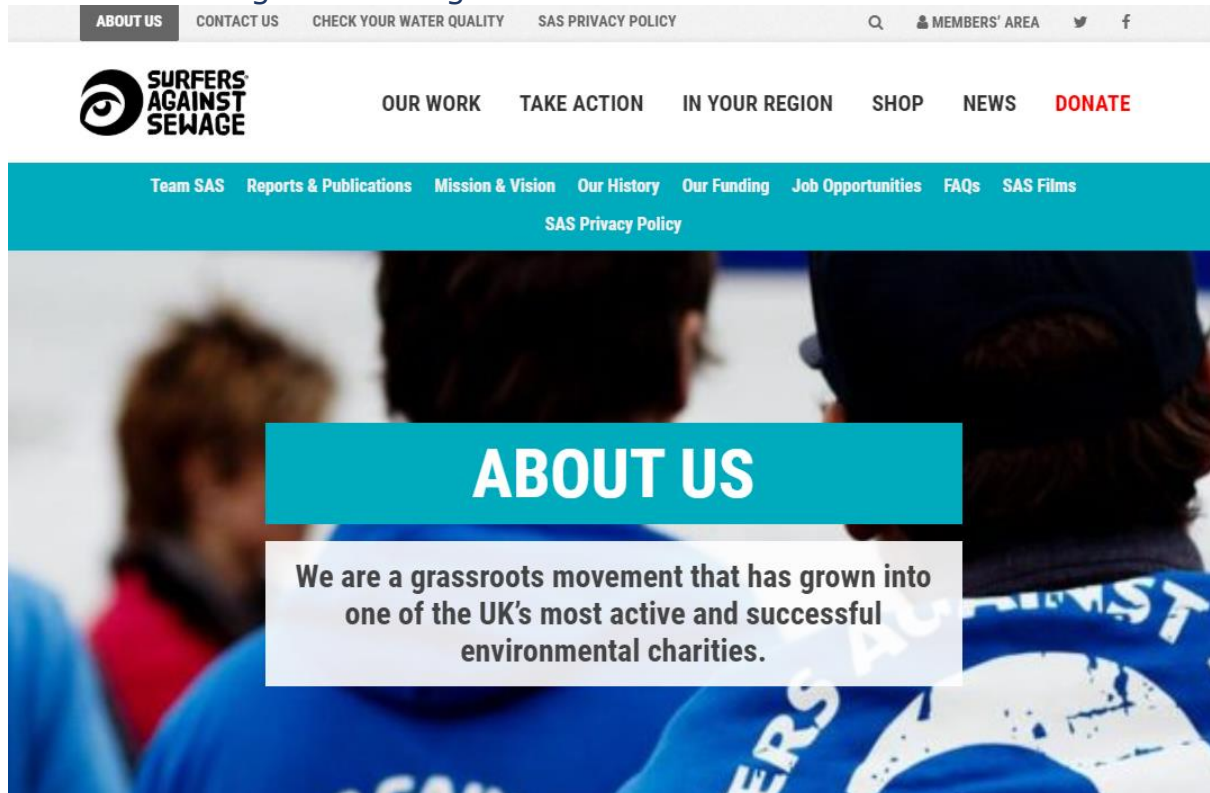 ABOUT US CONTACT US CHECK YOUR WATER QUALITY SAS PRIVACY POLICY MEMBERS' AREA
SURFERS
AGAINST
SEWAGE
OUR WORK TAKE ACTION IN YOUR REGION SHOP NEWS DONATE
Team SAS Reports & Publications Mission & Vision Our History Our Funding Job Opportunities FAQs SAS Films
SAS Privacy Policy
ABOUT US
We are a grassroots movement that has grown into
one of the UK's most active and successful
environmental charities.
AGAINST